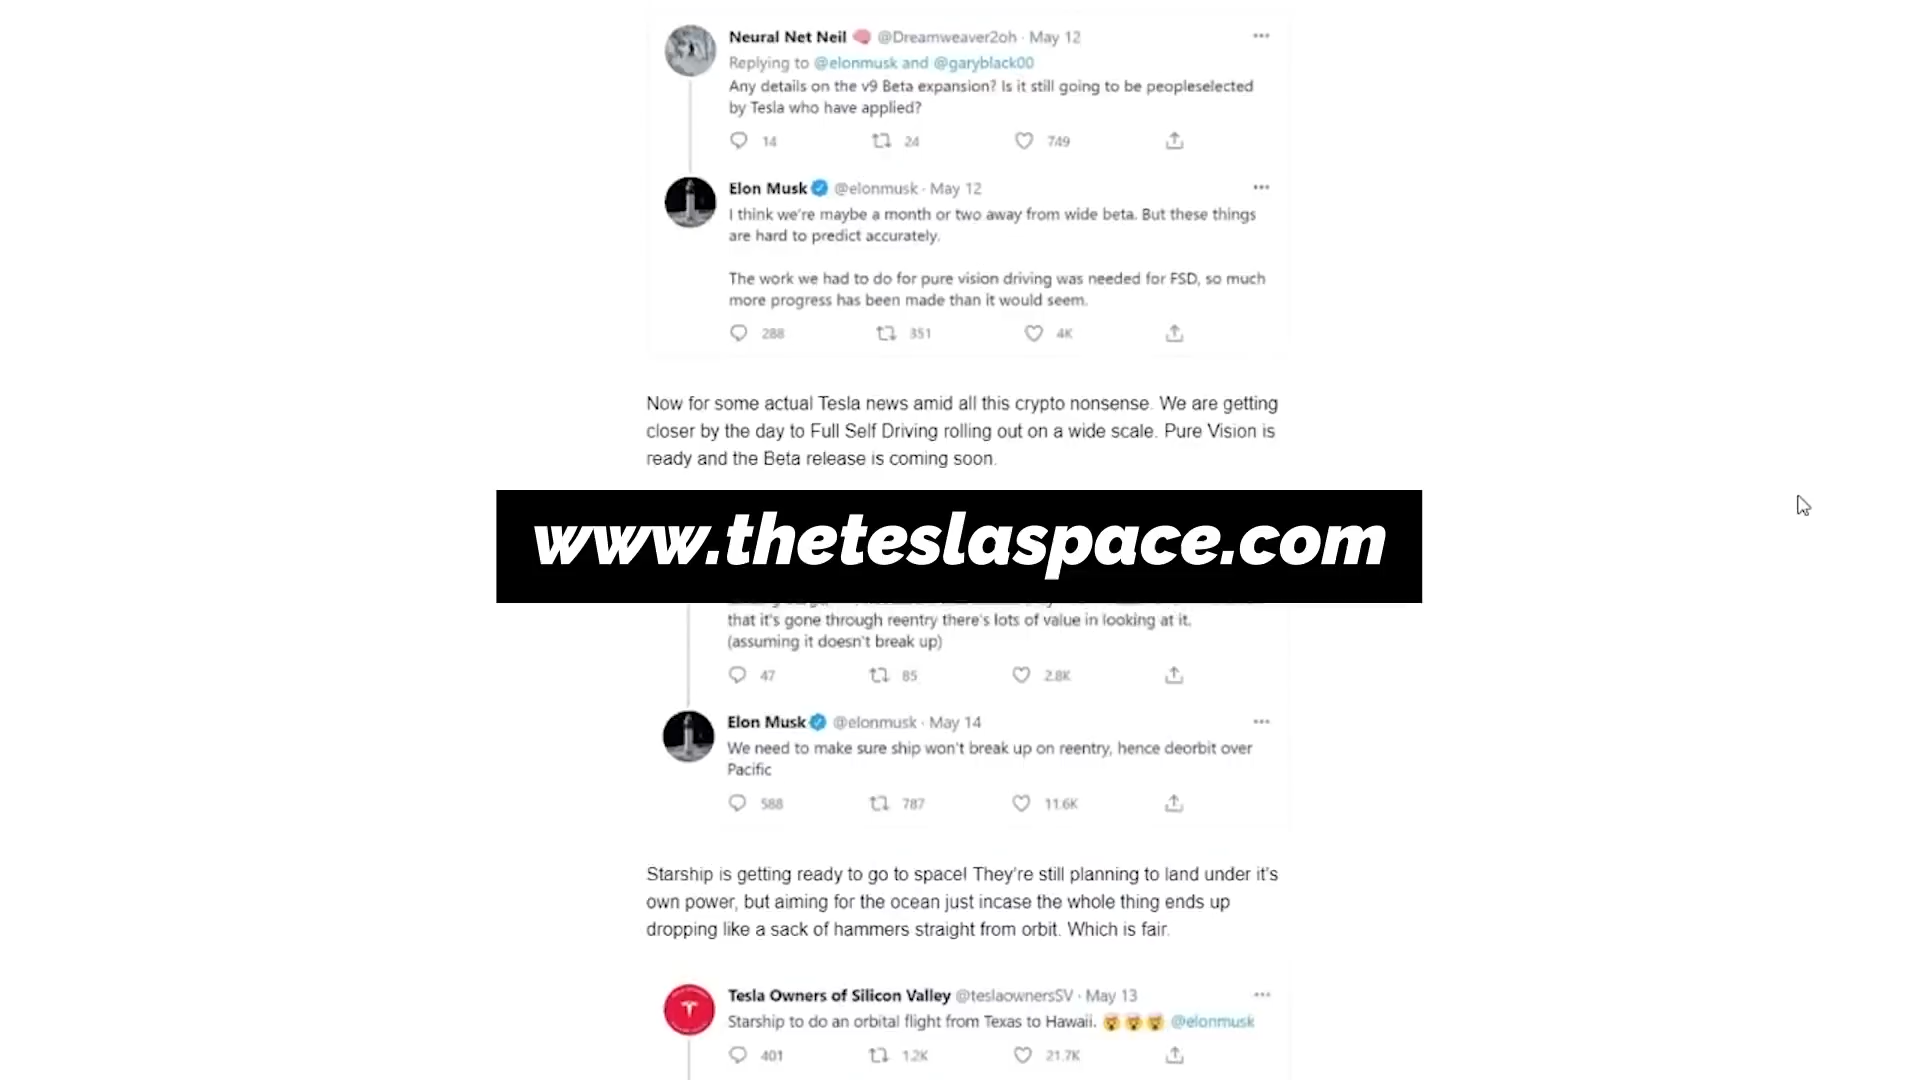 Neural Net Neil 🧠 @Dreamweaver2oh · May 12
Replying to @elonmusk and @garyblack00
Any details on the v9 Beta expansion? Is it still going to be peopleselected
by Tesla who have applied?
14 24 749
Elon Musk @elonmusk · May 12
I think we're maybe a month or two away from wide beta. But these things
are hard to predict accurately.
The work we had to do for pure vision driving was needed for FSD, so much
more progress has been made than it would seem.
288 351 4K
Now for some actual Tesla news amid all this crypto nonsense. We are getting
closer by the day to Full Self Driving rolling out on a wide scale. Pure Vision is
ready and the Beta release is coming soon.
www.theteslaspace.com
that it's gone through reentry there's lots of value in looking at it.
(assuming it doesn't break up)
47 85 2.8K
Elon Musk @elonmusk · May 14
We need to make sure ship won't break up on reentry, hence deorbit over
Pacific
588 787 11.6K
Starship is getting ready to go to space! They're still planning to land under it's
own power, but aiming for the ocean just incase the whole thing ends up
dropping like a sack of hammers straight from orbit. Which is fair.
Tesla Owners of Silicon Valley @teslaownersSV · May 13
Starship to do an orbital flight from Texas to Hawaii. 🤯🤯🤯 @elonmusk
401 1.2K 21.7K